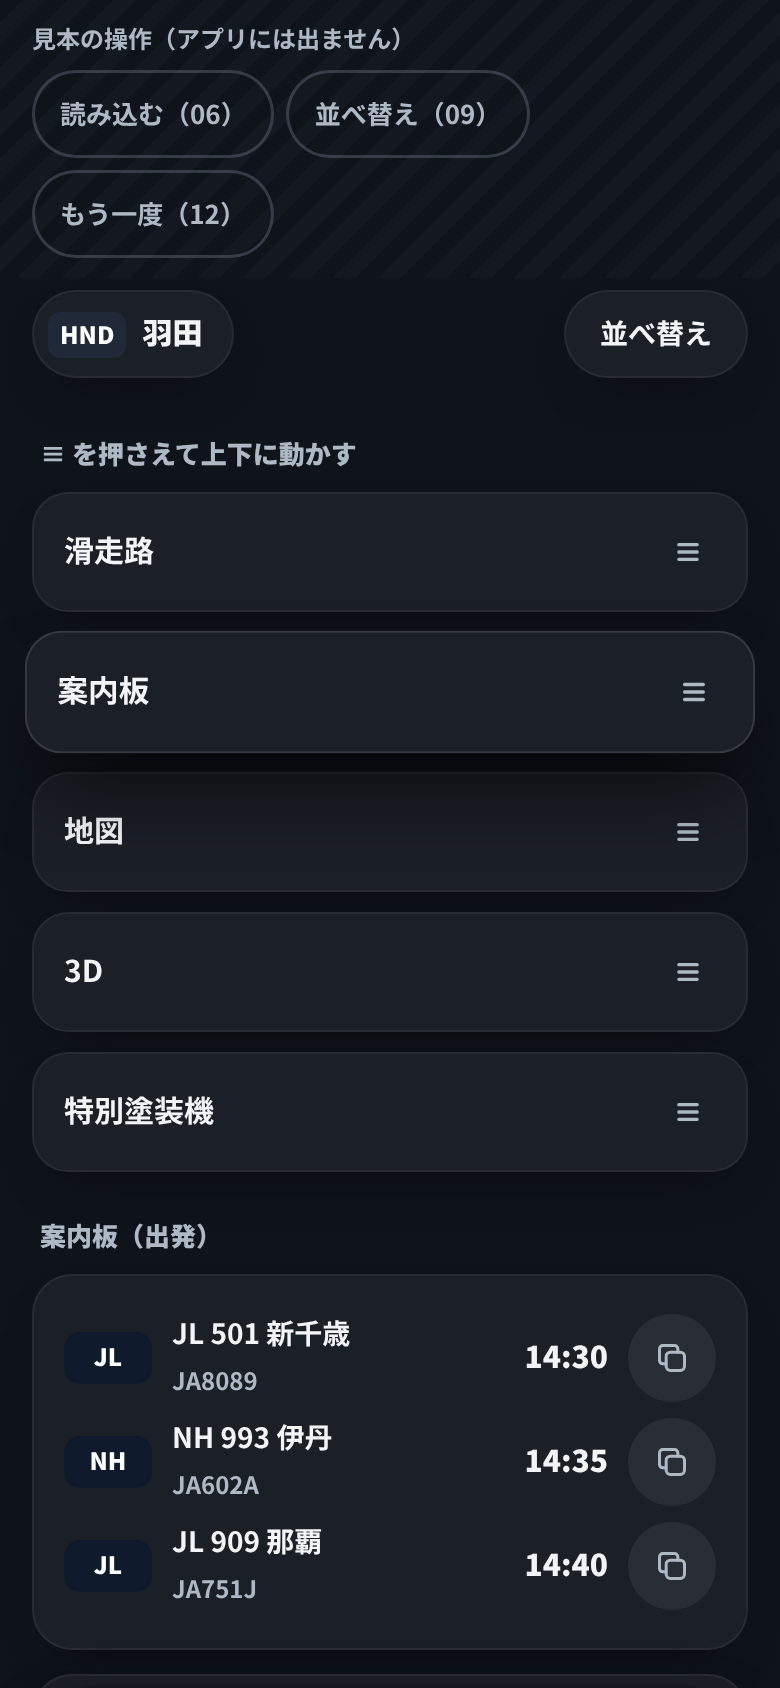 見本の操作（アプリには出ません）
読み込む（06）
並べ替え（09）
もう一度（12）
HND 羽田
並べ替え
≡ を押さえて上下に動かす
滑走路
案内板
地図
3D
特別塗装機
案内板（出発）
JL
JL 501 新千歳
JA8089
14:30
NH
NH 993 伊丹
JA602A
14:35
JL
JL 909 那覇
JA751J
14:40